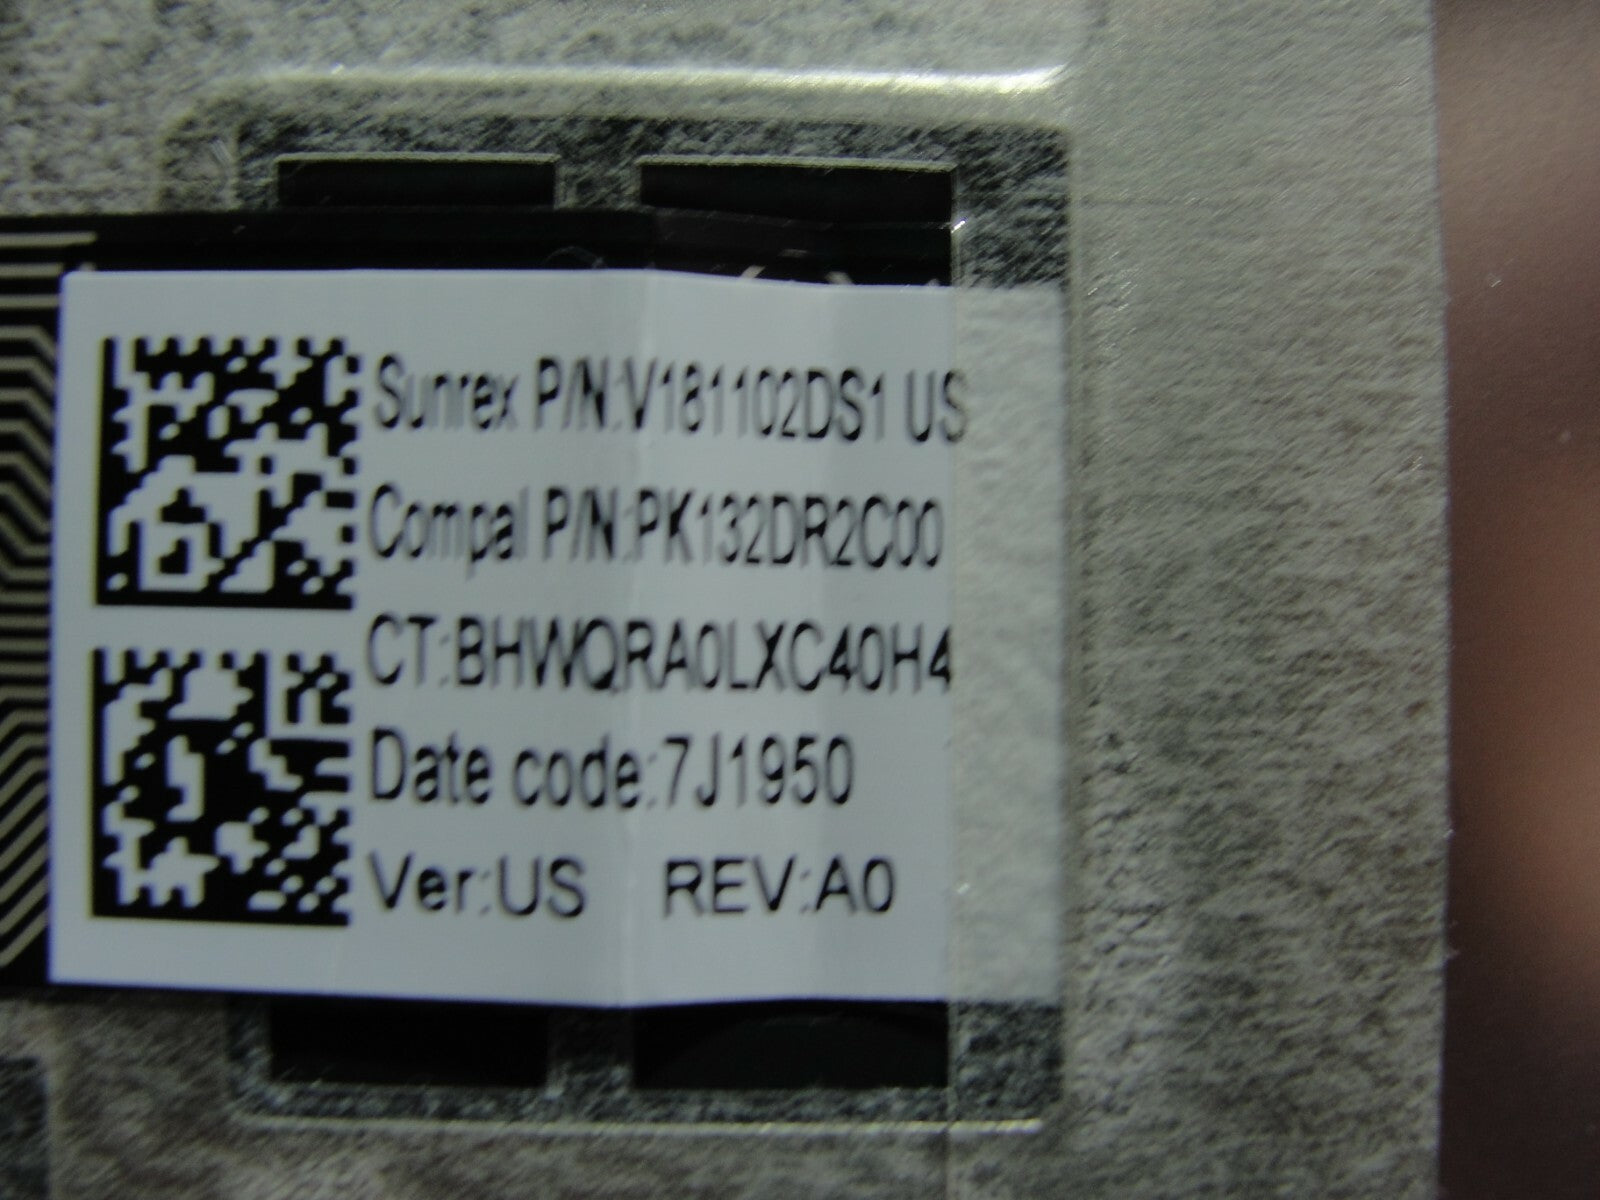 Sunrex P/N:V181102DS1 US
Compal P/N:PK132DR2C00
CT:BHWQRA0LXC40H4
Date code:7J1950
Ver:US REV:A0